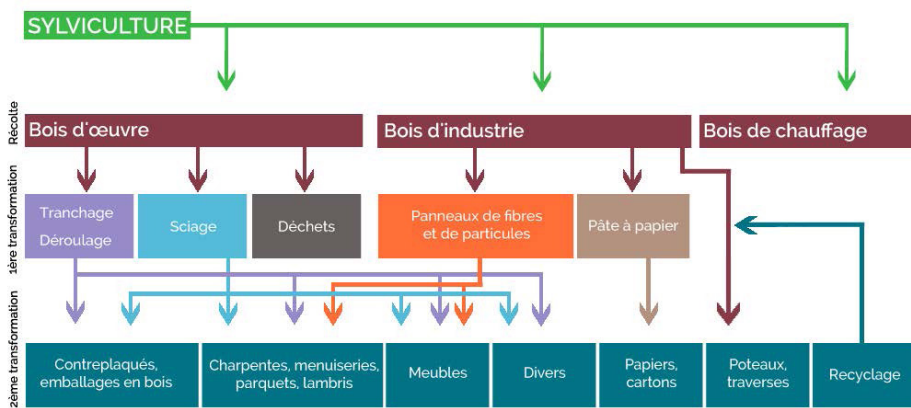 SYLVICULTURE
Récolte
Bois d'œuvre
Bois d'industrie
Bois de chauffage
1ère transformation
Tranchage
Déroulage
Sciage
Déchets
Panneaux de fibres
et de particules
Pâte à papier
2ème transformation
Contreplaqués,
emballages en bois
Charpentes, menuiseries,
parquets, lambris
Meubles
Divers
Papiers,
cartons
Poteaux,
traverses
Recyclage